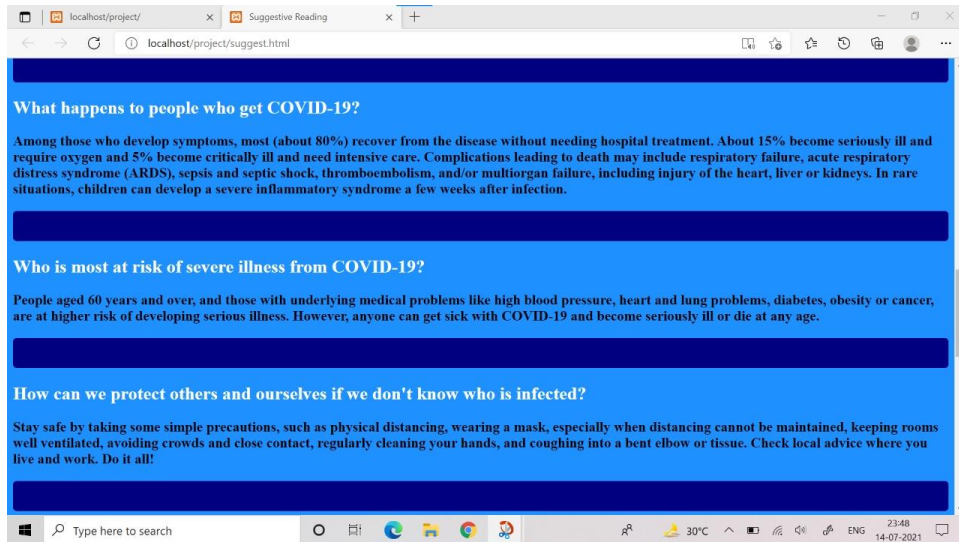 localhost/project/
Suggestive Reading
localhost/project/suggest.html
What happens to people who get COVID-19?
Among those who develop symptoms, most (about 80%) recover from the disease without needing hospital treatment. About 15% become seriously ill and
require oxygen and 5% become critically ill and need intensive care. Complications leading to death may include respiratory failure, acute respiratory
distress syndrome (ARDS), sepsis and septic shock, thromboembolism, and/or multiorgan failure, including injury of the heart, liver or kidneys. In rare
situations, children can develop a severe inflammatory syndrome a few weeks after infection.
Who is most at risk of severe illness from COVID-19?
People aged 60 years and over, and those with underlying medical problems like high blood pressure, heart and lung problems, diabetes, obesity or cancer,
are at higher risk of developing serious illness. However, anyone can get sick with COVID-19 and become seriously ill or die at any age.
How can we protect others and ourselves if we don't know who is infected?
Stay safe by taking some simple precautions, such as physical distancing, wearing a mask, especially when distancing cannot be maintained, keeping rooms
well ventilated, avoiding crowds and close contact, regularly cleaning your hands, and coughing into a bent elbow or tissue. Check local advice where you
live and work. Do it all!
Type here to search
30°C
ENG
23:48
14-07-2021